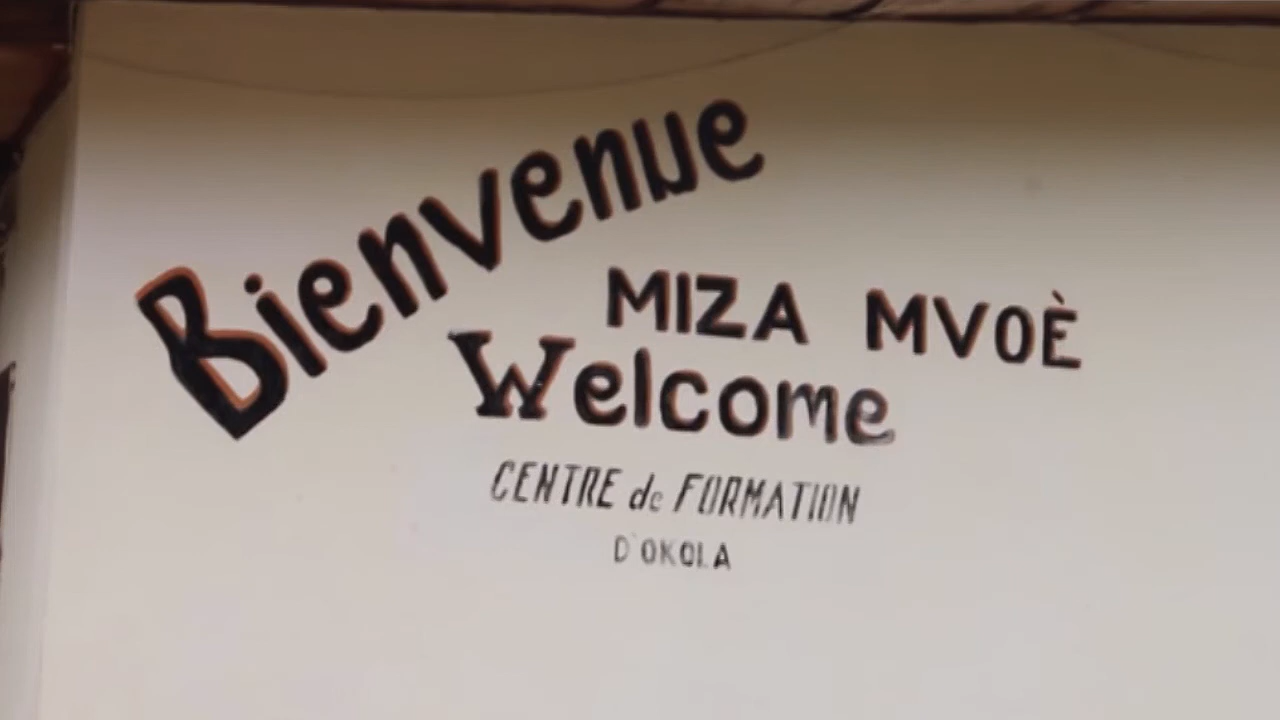 Bienvenue
MIZA MVOÈ
Welcome
CENTRE de FORMATION
D'OKOLA